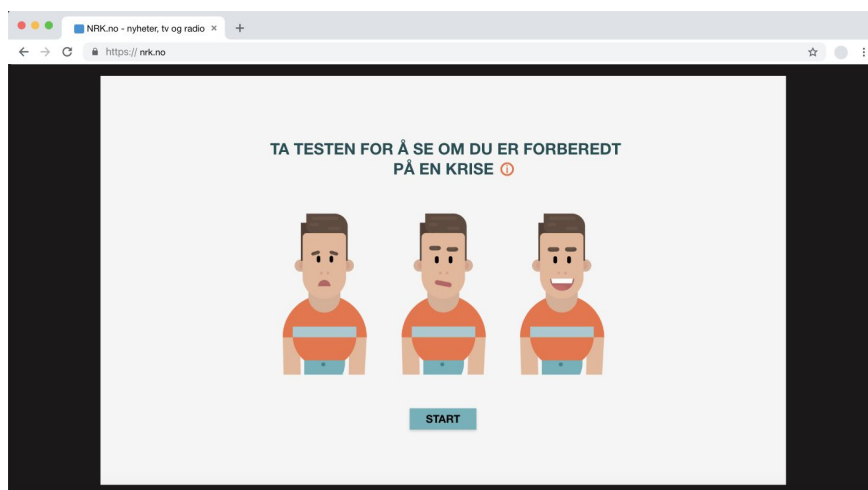 NRK.no - nyheter, tv og radio
https:// nrk.no
TA TESTEN FOR Å SE OM DU ER FORBEREDT
PÅ EN KRISE
START